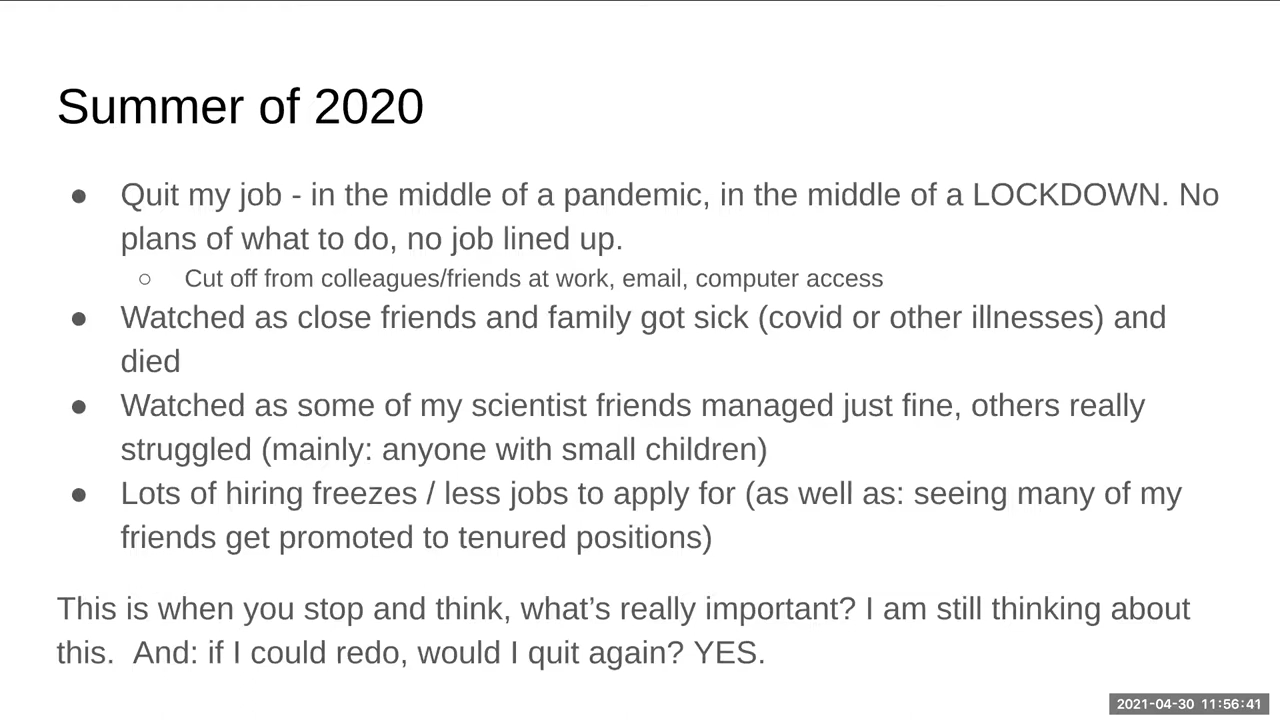 Summer of 2020
● Quit my job - in the middle of a pandemic, in the middle of a LOCKDOWN. No
plans of what to do, no job lined up.
○ Cut off from colleagues/friends at work, email, computer access
● Watched as close friends and family got sick (covid or other illnesses) and
died
● Watched as some of my scientist friends managed just fine, others really
struggled (mainly: anyone with small children)
● Lots of hiring freezes / less jobs to apply for (as well as: seeing many of my
friends get promoted to tenured positions)
This is when you stop and think, what’s really important? I am still thinking about
this.  And: if I could redo, would I quit again? YES.
2021-04-30 11:56:41